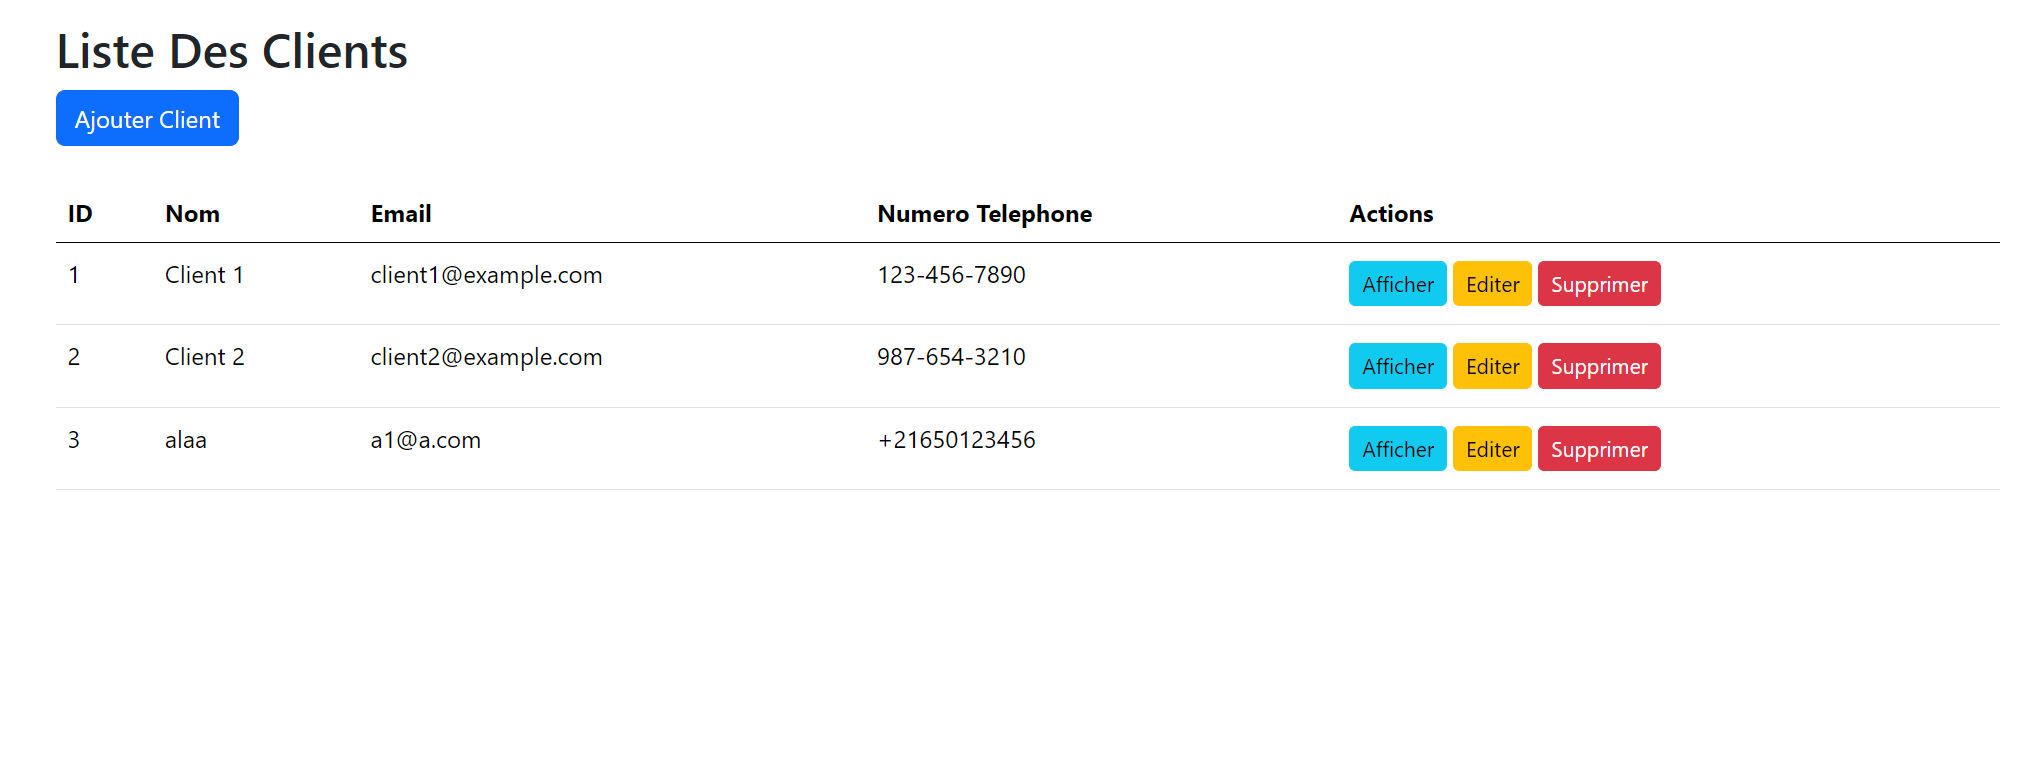 Liste Des Clients
Ajouter Client
ID Nom Email Numero Telephone Actions
1 Client 1 client1@example.com 123-456-7890 Afficher Editer Supprimer
2 Client 2 client2@example.com 987-654-3210 Afficher Editer Supprimer
3 alaa a1@a.com +21650123456 Afficher Editer Supprimer